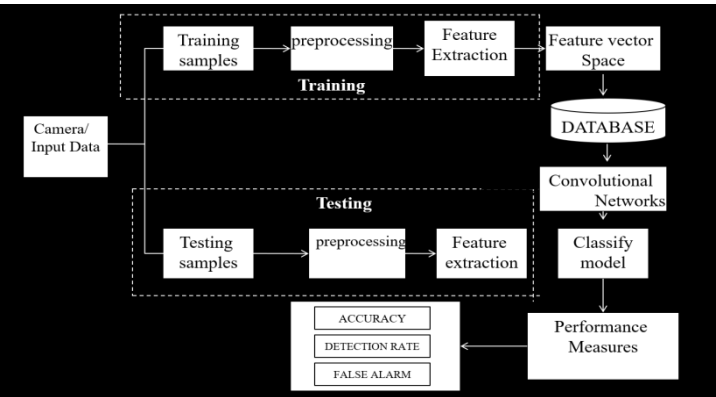 Training
samples
preprocessing
Feature
Extraction
Feature vector
Space
Training
DATABASE
Camera/
Input Data
Convolutional
Networks
Testing
Testing
samples
preprocessing
Feature
extraction
Classify
model
ACCURACY
DETECTION RATE
FALSE ALARM
Performance
Measures